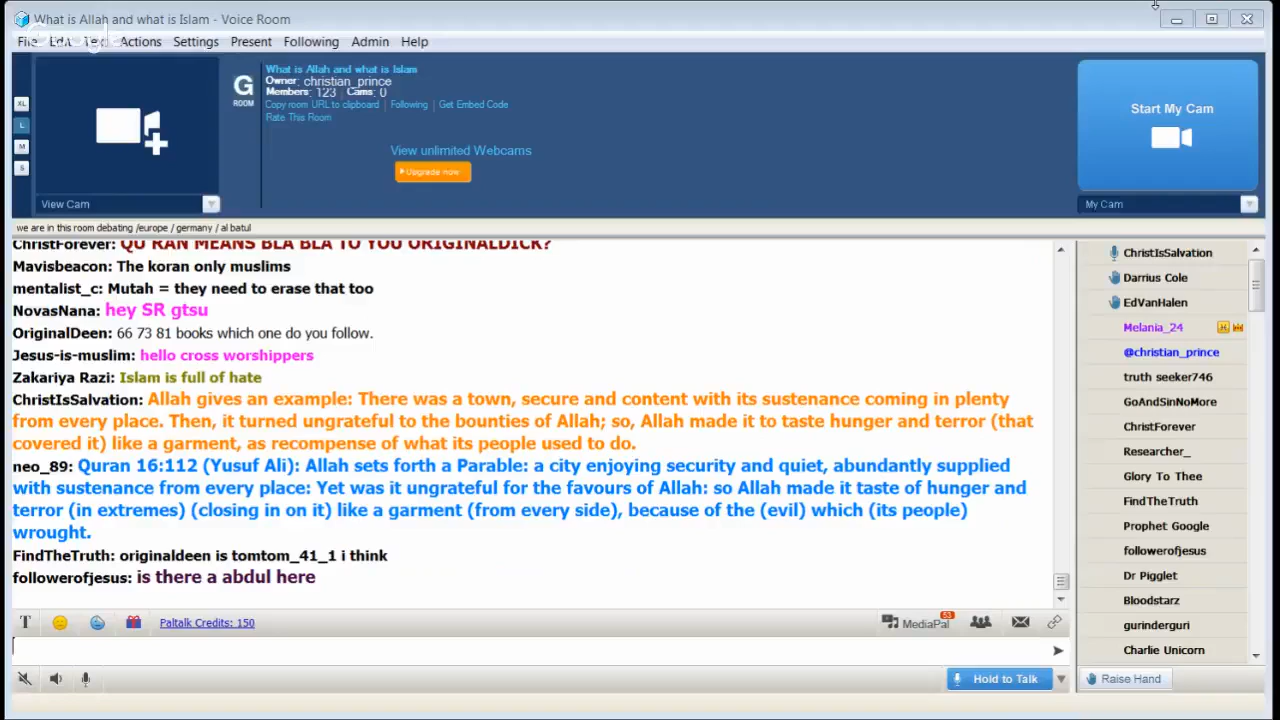 What is Allah and what is Islam - Voice Room
Google
File Edit Text Actions Settings Present Following Admin Help
XL
L
M
S
G
ROOM
What is Allah and what is Islam
Owner: christian_prince
Members: 123 Cams: 0
Copy room URL to clipboard | Following | Get Embed Code
Rate This Room
View unlimited Webcams
Upgrade now
Start My Cam
View Cam
My Cam
we are in this room debating /europe / germany / al batul
ChristForever: QU RAN MEANS BLA BLA TO YOU ORIGINALDICK?
Mavisbeacon: The koran only muslims
mentalist_c: Mutah = they need to erase that too
NovasNana: hey SR gtsu
OriginalDeen: 66 73 81 books which one do you follow.
Jesus-is-muslim: hello cross worshippers
Zakariya Razi: Islam is full of hate
ChristIsSalvation: Allah gives an example: There was a town, secure and content with its sustenance coming in plenty
from every place. Then, it turned ungrateful to the bounties of Allah; so, Allah made it to taste hunger and terror (that
covered it) like a garment, as recompense of what its people used to do.
neo_89: Quran 16:112 (Yusuf Ali): Allah sets forth a Parable: a city enjoying security and quiet, abundantly supplied
with sustenance from every place: Yet was it ungrateful for the favours of Allah: so Allah made it taste of hunger and
terror (in extremes) (closing in on it) like a garment (from every side), because of the (evil) which (its people)
wrought.
FindTheTruth: originaldeen is tomtom_41_1 i think
followerofjesus: is there a abdul here
ChristIsSalvation
Darrius Cole
EdVanHalen
Melania_24
@christian_prince
truth seeker746
GoAndSinNoMore
ChristForever
Researcher_
Glory To Thee
FindTheTruth
Prophet Google
followerofjesus
Dr Pigglet
Bloodstarz
gurinderguri
Charlie Unicorn
T
Paltalk Credits: 150
MediaPal
53
Hold to Talk
Raise Hand